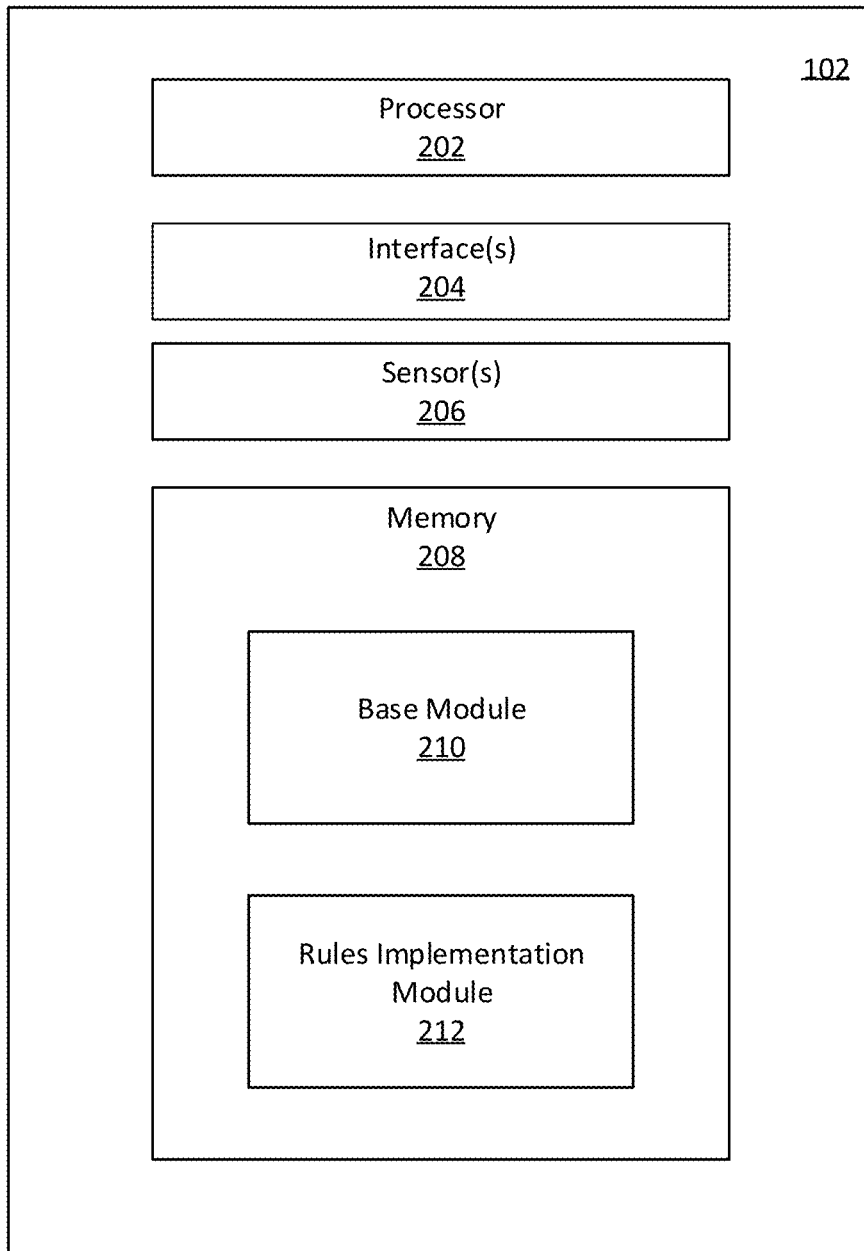 102
Processor
202
Interface(s)
204
Sensor(s)
206
Memory
208
Base Module
210
Rules Implementation
Module
212